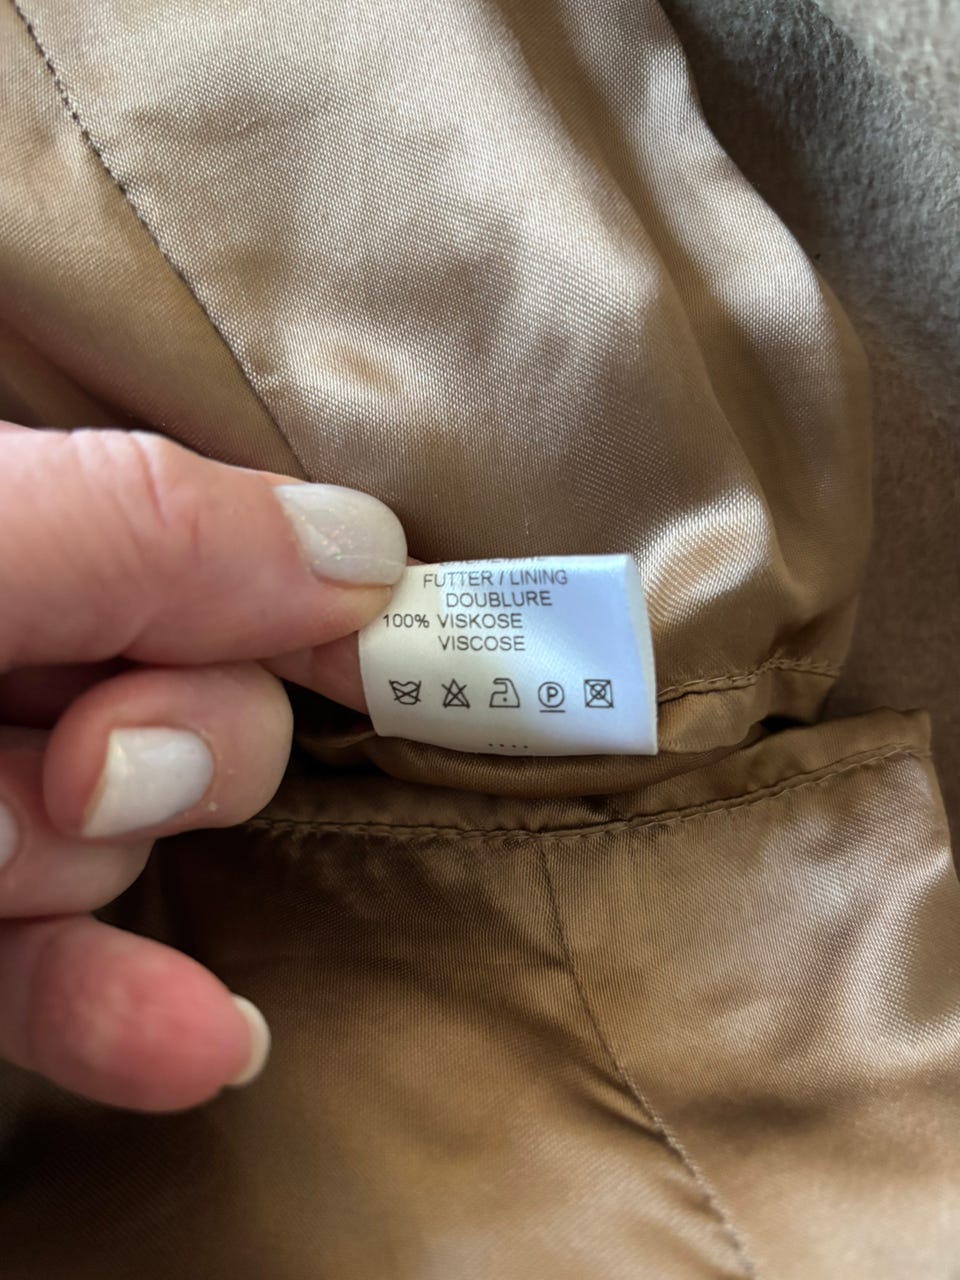 FUTTER / LINING
DOUBLURE
100% VISKOSE
VISCOSE
P